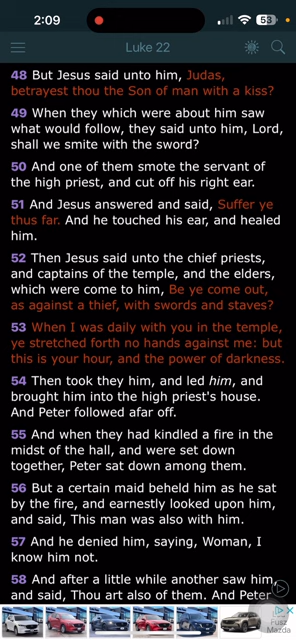 2:09
53
Luke 22
48 But Jesus said unto him, Judas,
betrayest thou the Son of man with a kiss?
49 When they which were about him saw
what would follow, they said unto him, Lord,
shall we smite with the sword?
50 And one of them smote the servant of
the high priest, and cut off his right ear.
51 And Jesus answered and said, Suffer ye
thus far. And he touched his ear, and healed
him.
52 Then Jesus said unto the chief priests,
and captains of the temple, and the elders,
which were come to him, Be ye come out,
as against a thief, with swords and staves?
53 When I was daily with you in the temple,
ye stretched forth no hands against me: but
this is your hour, and the power of darkness.
54 Then took they him, and led him, and
brought him into the high priest's house.
And Peter followed afar off.
55 And when they had kindled a fire in the
midst of the hall, and were set down
together, Peter sat down among them.
56 But a certain maid beheld him as he sat
by the fire, and earnestly looked upon him,
and said, This man was also with him.
57 And he denied him, saying, Woman, I
know him not.
58 And after a little while another saw him,
and said, Thou art also of them. And Peter
Fusz
Mazda